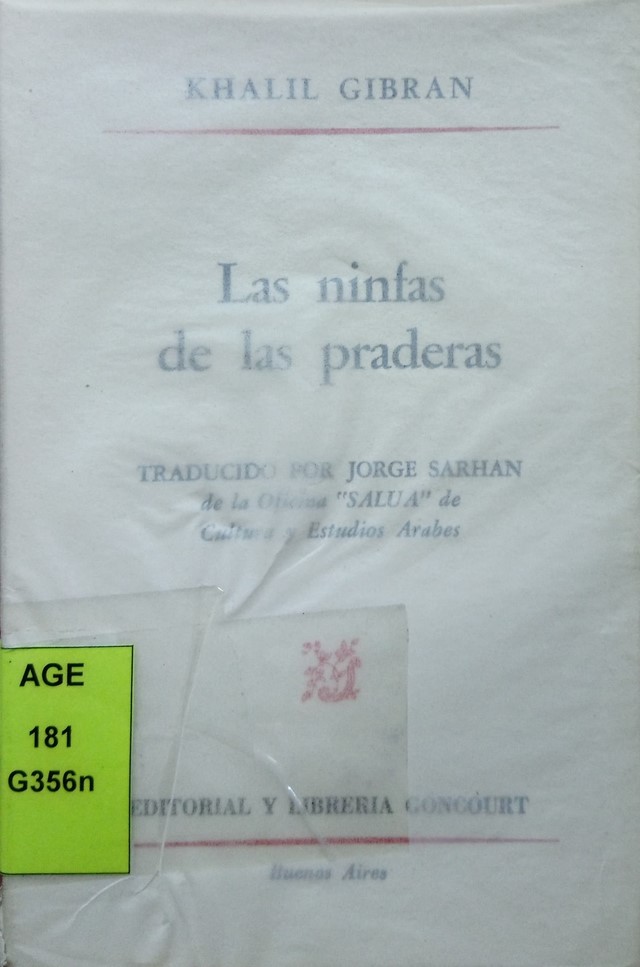 KHALIL GIBRAN
Las ninfas
de las praderas
TRADUCIDO POR JORGE SARHAN
de la Oficina "SALUA" de
Cultura y Estudios Arabes
AGE
181
G356n
EDITORIAL Y LIBRERIA GONCOURT
Buenos Aires